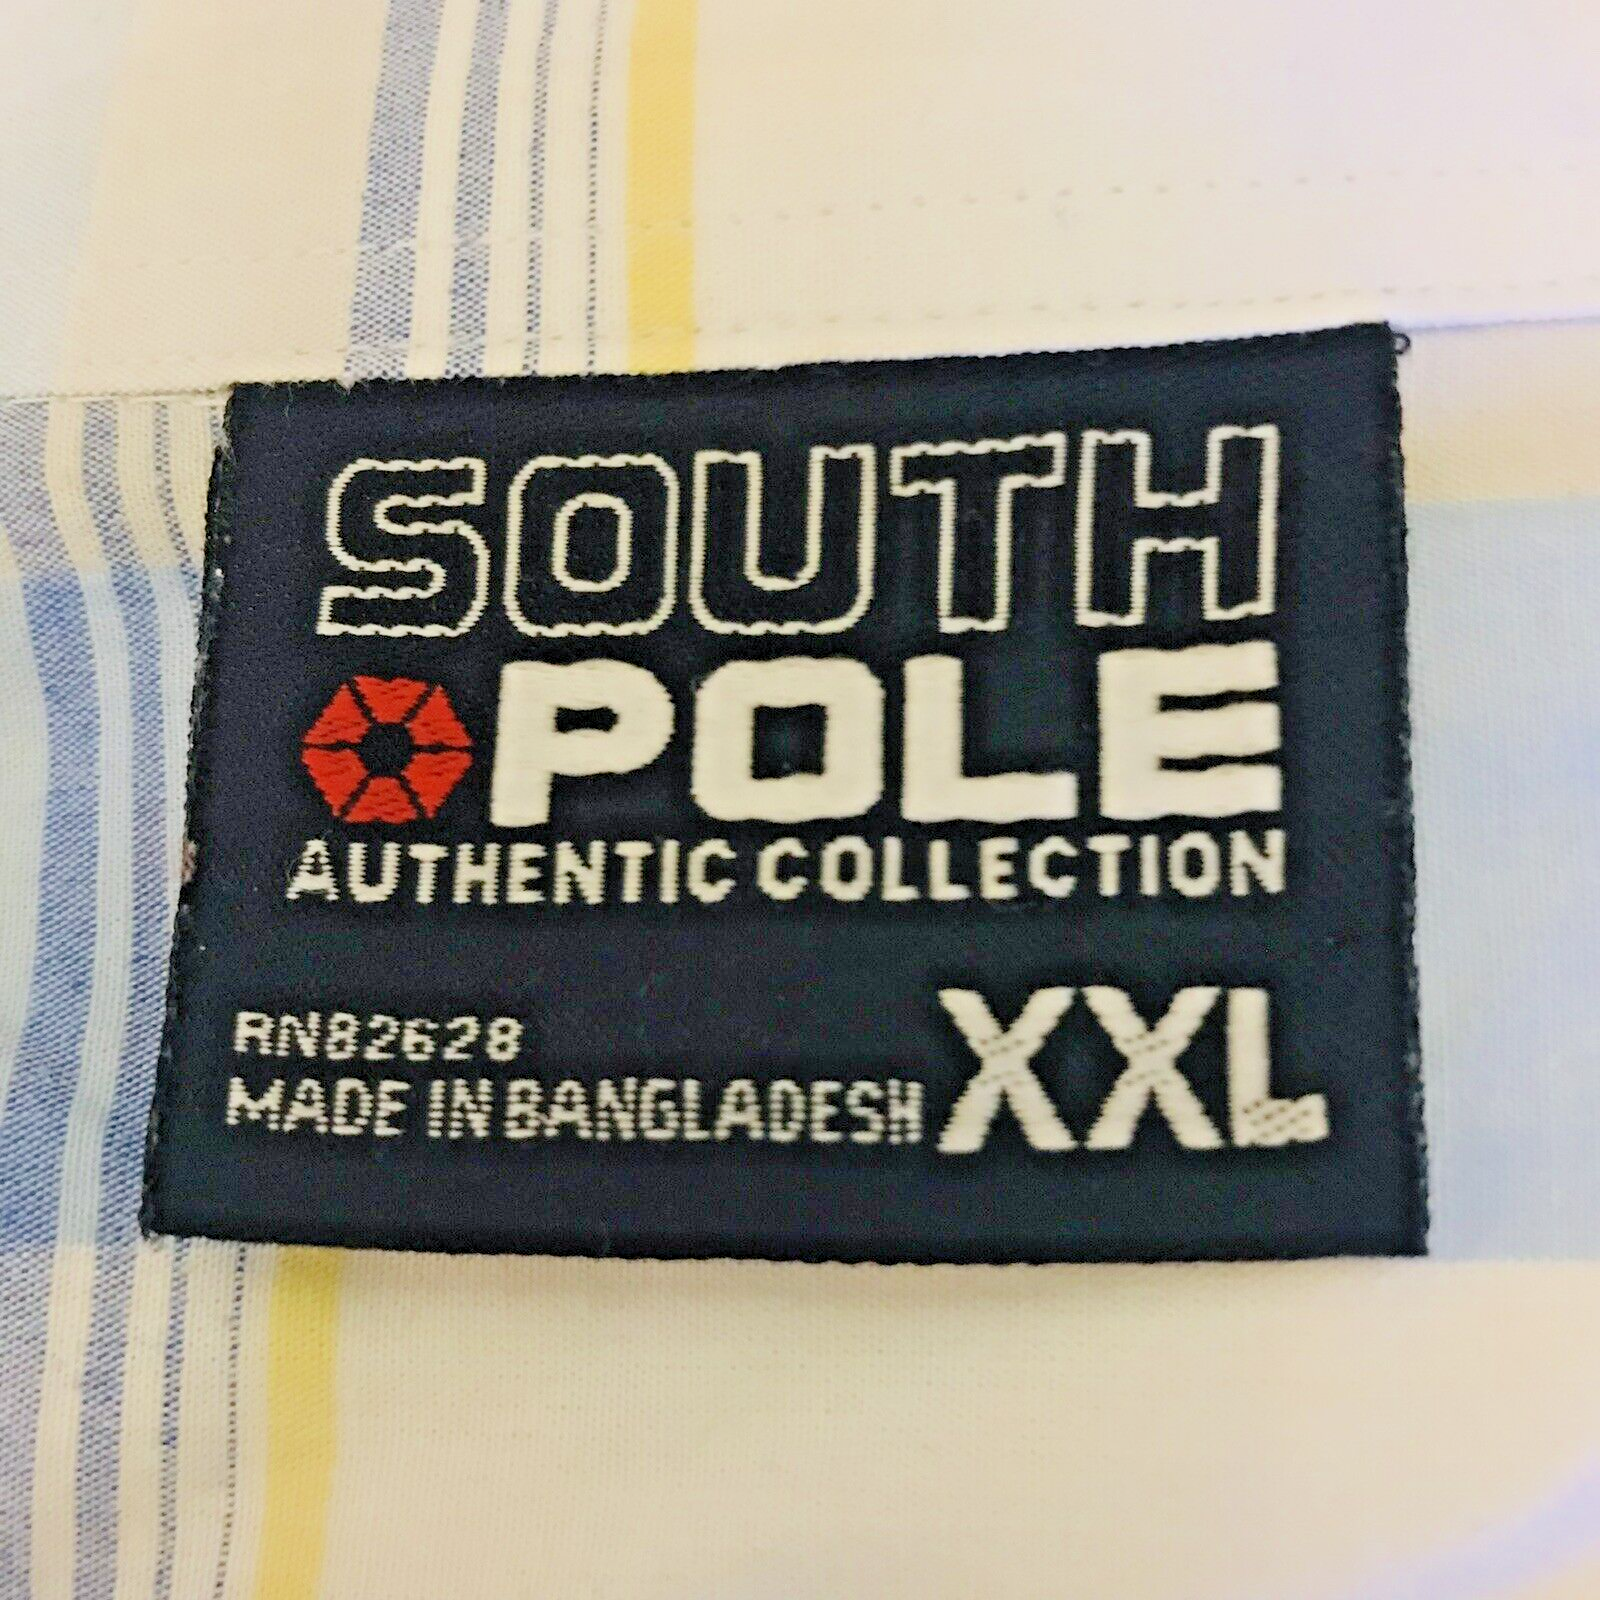 SOUTH
POLE
AUTHENTIC COLLECTION
RN82628
MADE IN BANGLADESH
XXL